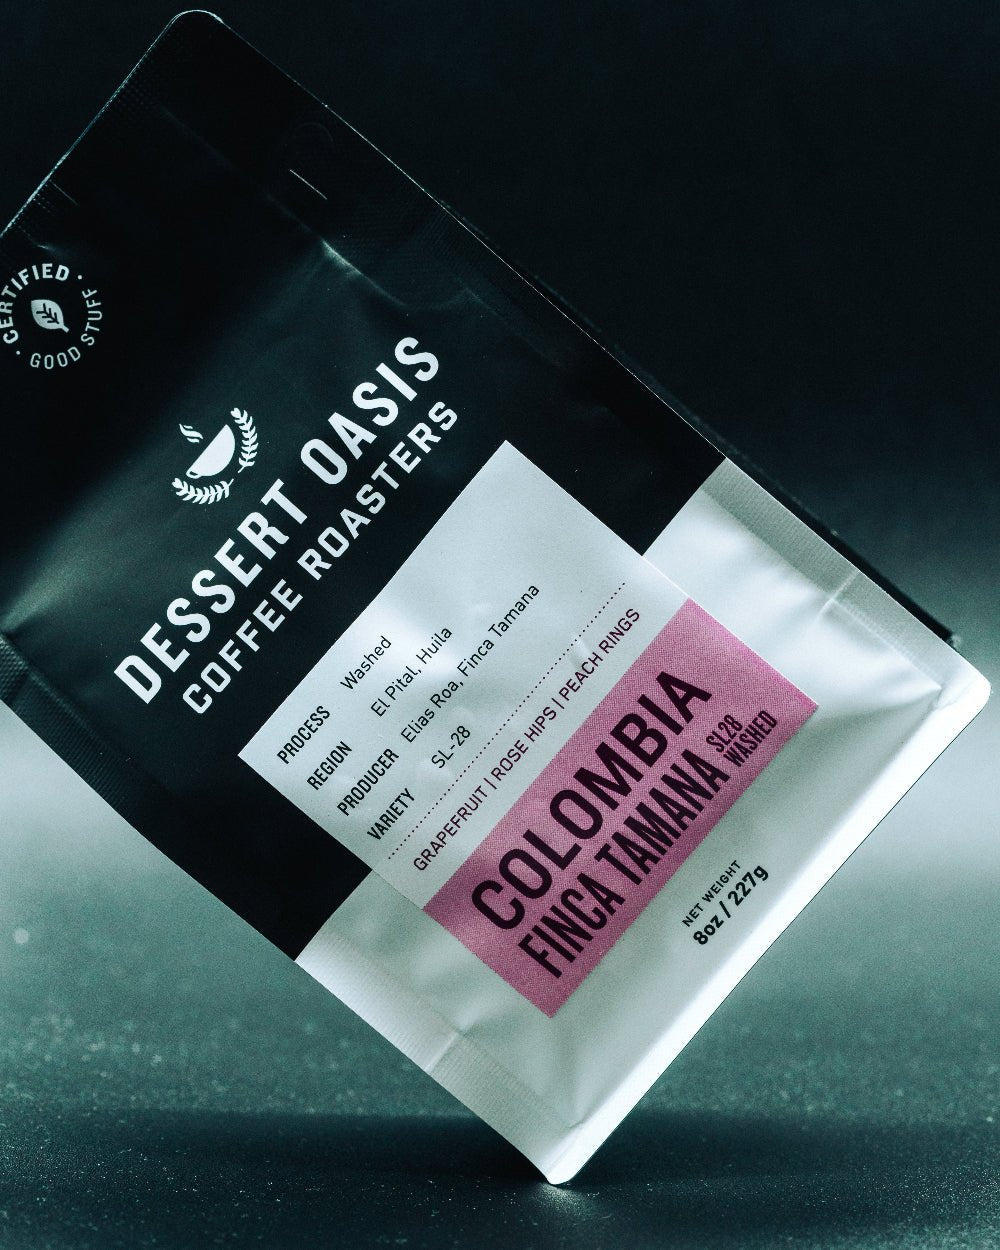 CERTIFIED
GOOD STUFF
DESSERT OASIS
COFFEE ROASTERS
PROCESS Washed
REGION El Pital, Huila
PRODUCER Elias Roa, Finca Tamana
VARIETY SL-28
GRAPEFRUIT | ROSE HIPS | PEACH RINGS
COLOMBIA
FINCA TAMANA SL28 WASHED
NET WEIGHT
8oz / 227g